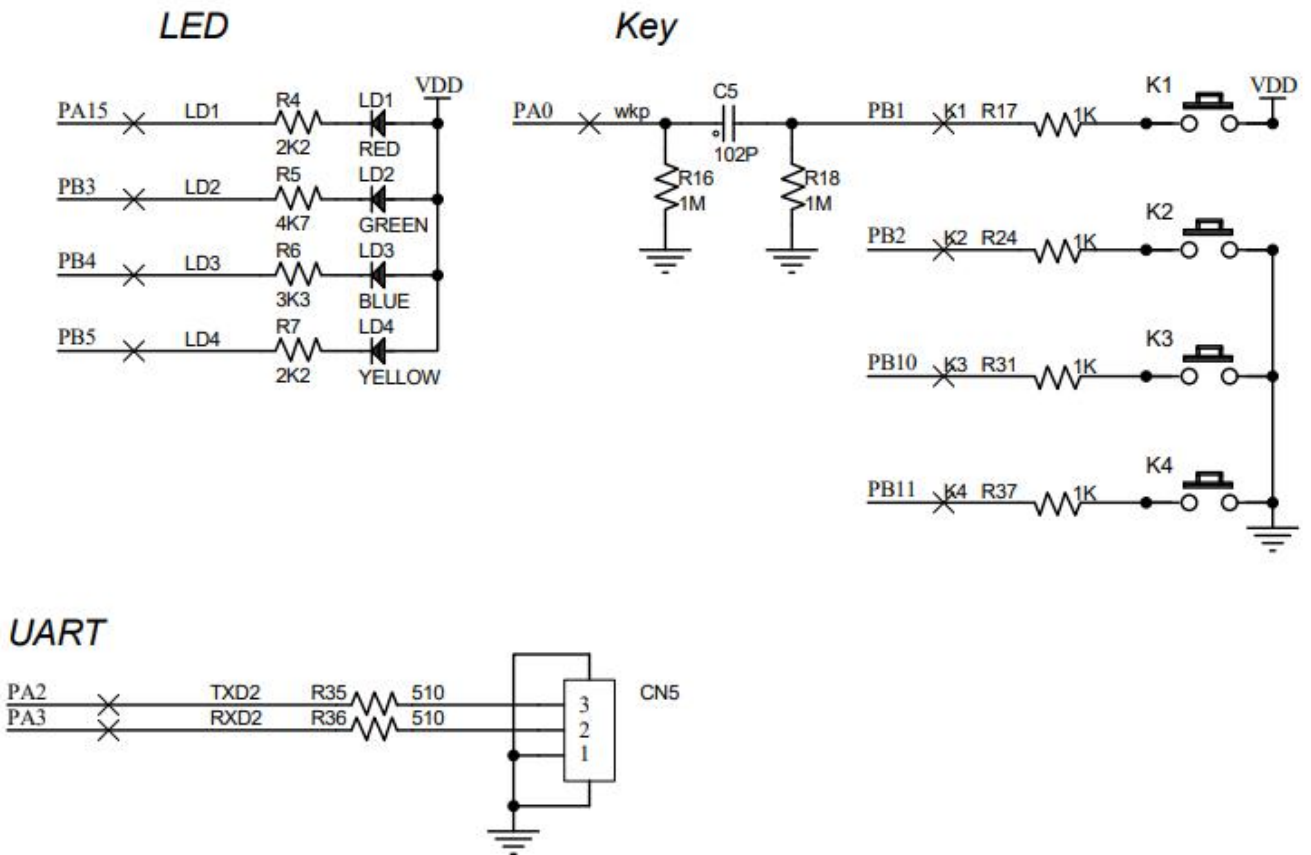 LED
VDD
PA15 LD1 R4 2K2 LD1 RED
PB3 LD2 R5 4K7 LD2 GREEN
PB4 LD3 R6 3K3 LD3 BLUE
PB5 LD4 R7 2K2 LD4 YELLOW
Key
PA0 wkp C5 102P PB1 K1 R17 1K K1 VDD
R16 1M R18 1M
PB2 K2 R24 1K K2
PB10 K3 R31 1K K3
PB11 K4 R37 1K K4
UART
PA2 TXD2 R35 510 3 CN5
PA3 RXD2 R36 510 2
1